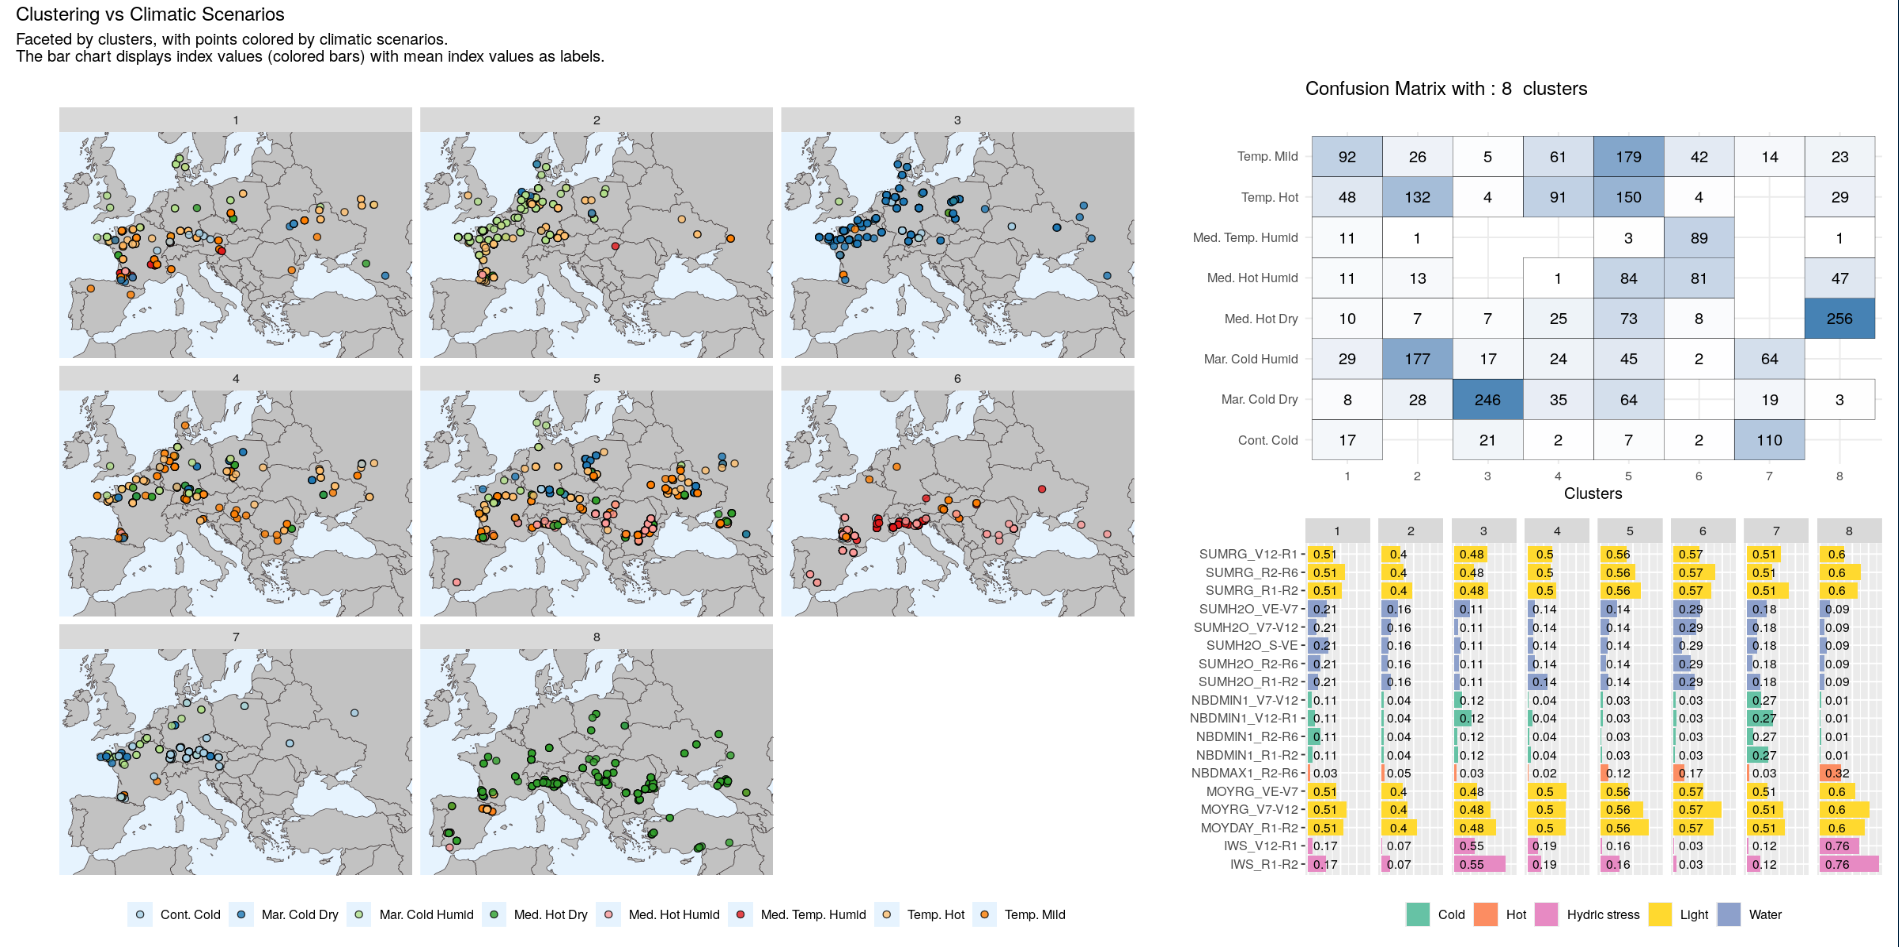 Clustering vs Climatic Scenarios
Faceted by clusters, with points colored by climatic scenarios.
The bar chart displays index values (colored bars) with mean index values as labels.
1
2
3
4
5
6
7
8
Cont. Cold
Mar. Cold Dry
Mar. Cold Humid
Med. Hot Dry
Med. Hot Humid
Med. Temp. Humid
Temp. Hot
Temp. Mild
Confusion Matrix with : 8 clusters
Temp. Mild 92 26 5 61 179 42 14 23
Temp. Hot 48 132 4 91 150 4 29
Med. Temp. Humid 11 1 3 89 1
Med. Hot Humid 11 13 1 84 81 47
Med. Hot Dry 10 7 7 25 73 8 256
Mar. Cold Humid 29 177 17 24 45 2 64
Mar. Cold Dry 8 28 246 35 64 19 3
Cont. Cold 17 21 2 7 2 110
1 2 3 4 5 6 7 8
Clusters
1 2 3 4 5 6 7 8
SUMRG_V12-R1 0.51 0.4 0.48 0.5 0.56 0.57 0.51 0.6
SUMRG_R2-R6 0.51 0.4 0.48 0.5 0.56 0.57 0.51 0.6
SUMRG_R1-R2 0.51 0.4 0.48 0.5 0.56 0.57 0.51 0.6
SUMH2O_VE-V7 0.21 0.16 0.11 0.14 0.14 0.29 0.18 0.09
SUMH2O_V7-V12 0.21 0.16 0.11 0.14 0.14 0.29 0.18 0.09
SUMH2O_S-VE 0.21 0.16 0.11 0.14 0.14 0.29 0.18 0.09
SUMH2O_R2-R6 0.21 0.16 0.11 0.14 0.14 0.29 0.18 0.09
SUMH2O_R1-R2 0.21 0.16 0.11 0.14 0.14 0.29 0.18 0.09
NBDMIN1_V7-V12 0.11 0.04 0.12 0.04 0.03 0.03 0.27 0.01
NBDMIN1_V12-R1 0.11 0.04 0.12 0.04 0.03 0.03 0.27 0.01
NBDMIN1_R2-R6 0.11 0.04 0.12 0.04 0.03 0.03 0.27 0.01
NBDMIN1_R1-R2 0.11 0.04 0.12 0.04 0.03 0.03 0.27 0.01
NBDMAX1_R2-R6 0.03 0.05 0.03 0.02 0.12 0.17 0.03 0.32
MOYRG_VE-V7 0.51 0.4 0.48 0.5 0.56 0.57 0.51 0.6
MOYRG_V7-V12 0.51 0.4 0.48 0.5 0.56 0.57 0.51 0.6
MOYDAY_R1-R2 0.51 0.4 0.48 0.5 0.56 0.57 0.51 0.6
IWS_V12-R1 0.17 0.07 0.55 0.19 0.16 0.03 0.12 0.76
IWS_R1-R2 0.17 0.07 0.55 0.19 0.16 0.03 0.12 0.76
Cold
Hot
Hydric stress
Light
Water